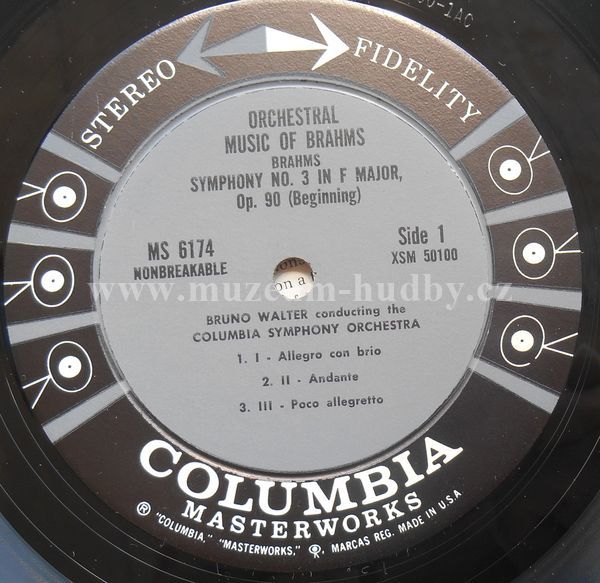 STEREO FIDELITY
ORCHESTRAL
MUSIC OF BRAHMS
BRAHMS
SYMPHONY NO. 3 IN F MAJOR,
Op. 90 (Beginning)
MS 6174
NONBREAKABLE
Side 1
XSM 50100
www.muzeum-hudby.cz
BRUNO WALTER conducting the
COLUMBIA SYMPHONY ORCHESTRA
1. I - Allegro con brio
2. II - Andante
3. III - Poco allegretto
COLUMBIA
MASTERWORKS
® "COLUMBIA," "MASTERWORKS," MARCAS REG. MADE IN U.S.A.